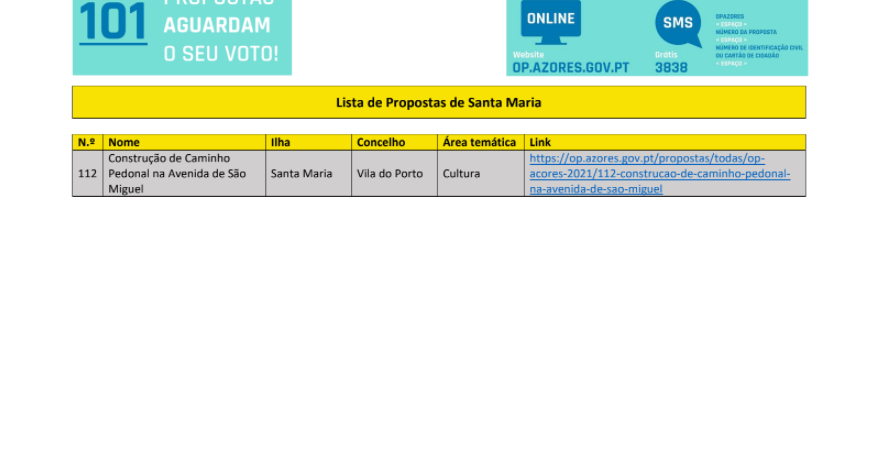 101
PROPOSTAS
AGUARDAM
O SEU VOTO!
ONLINE
Website
OP.AZORES.GOV.PT
SMS
Grátis
3838
OPAZORES
< ESPAÇO >
NÚMERO DA PROPOSTA
< ESPAÇO >
NÚMERO DE IDENTIFICAÇÃO CIVIL
OU CARTÃO DE CIDADÃO
< ESPAÇO >
Lista de Propostas de Santa Maria
N.º Nome Ilha Concelho Área temática Link
112 Construção de Caminho
Pedonal na Avenida de São
Miguel
Santa Maria Vila do Porto Cultura
https://op.azores.gov.pt/propostas/todas/op-
acores-2021/112-construcao-de-caminho-pedonal-
na-avenida-de-sao-miguel